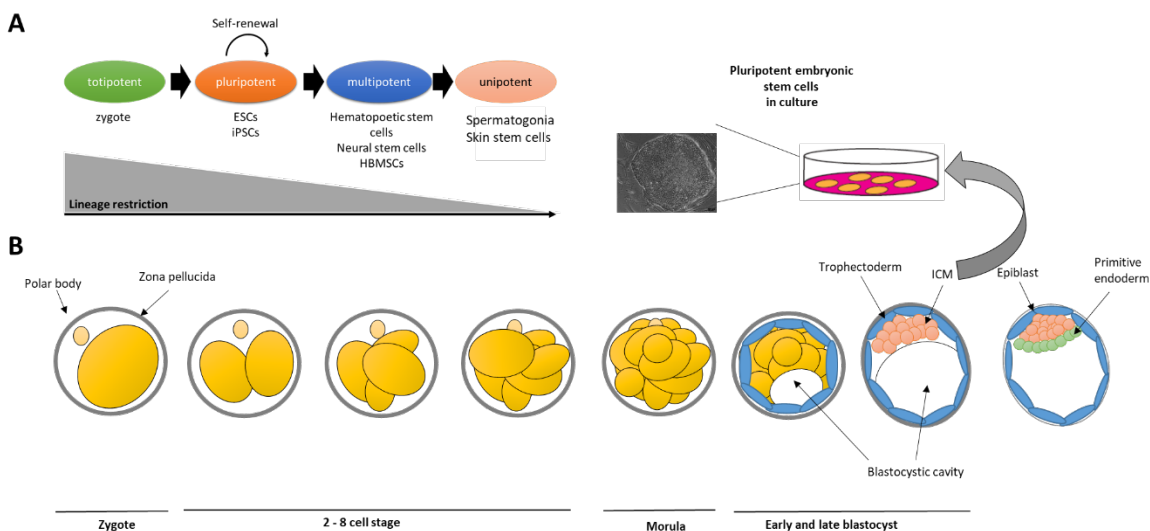 A
Self-renewal
totipotent
pluripotent
multipotent
unipotent
zygote
ESCs
iPSCs
Hematopoetic stem
cells
Neural stem cells
HBMSCs
Spermatogonia
Skin stem cells
Lineage restriction
Pluripotent embryonic
stem cells
in culture
B
Polar body
Zona pellucida
Trophectoderm
ICM
Epiblast
Primitive
endoderm
Blastocystic cavity
Zygote
2 - 8 cell stage
Morula
Early and late blastocyst